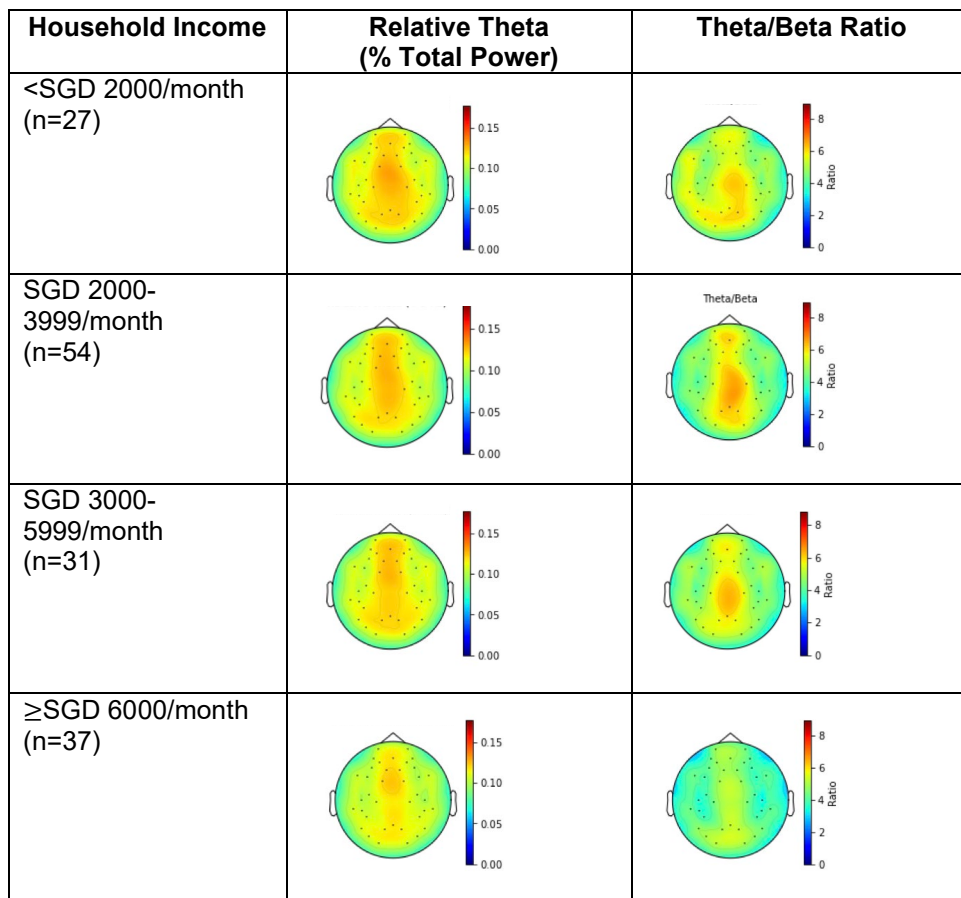 Household Income
Relative Theta
(% Total Power)
Theta/Beta Ratio
<SGD 2000/month
(n=27)
0.15
0.10
0.05
0.00
8
6
4
2
0
Ratio
SGD 2000-
3999/month
(n=54)
0.15
0.10
0.05
0.00
Theta/Beta
8
6
4
2
0
Ratio
SGD 3000-
5999/month
(n=31)
0.15
0.10
0.05
0.00
8
6
4
2
0
Ratio
≥SGD 6000/month
(n=37)
0.15
0.10
0.05
0.00
8
6
4
2
0
Ratio